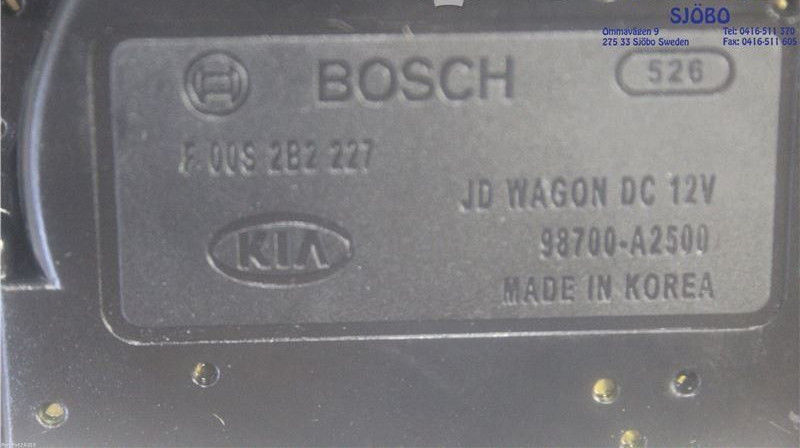 SJÖBO
Ommavägen 9 Tel: 0416-511 370
275 33 Sjöbo Sweden Fax: 0416-511 605
BOSCH 526
F 00S 2B2 227
JD WAGON DC 12V
KIA 98700-A2500
MADE IN KOREA